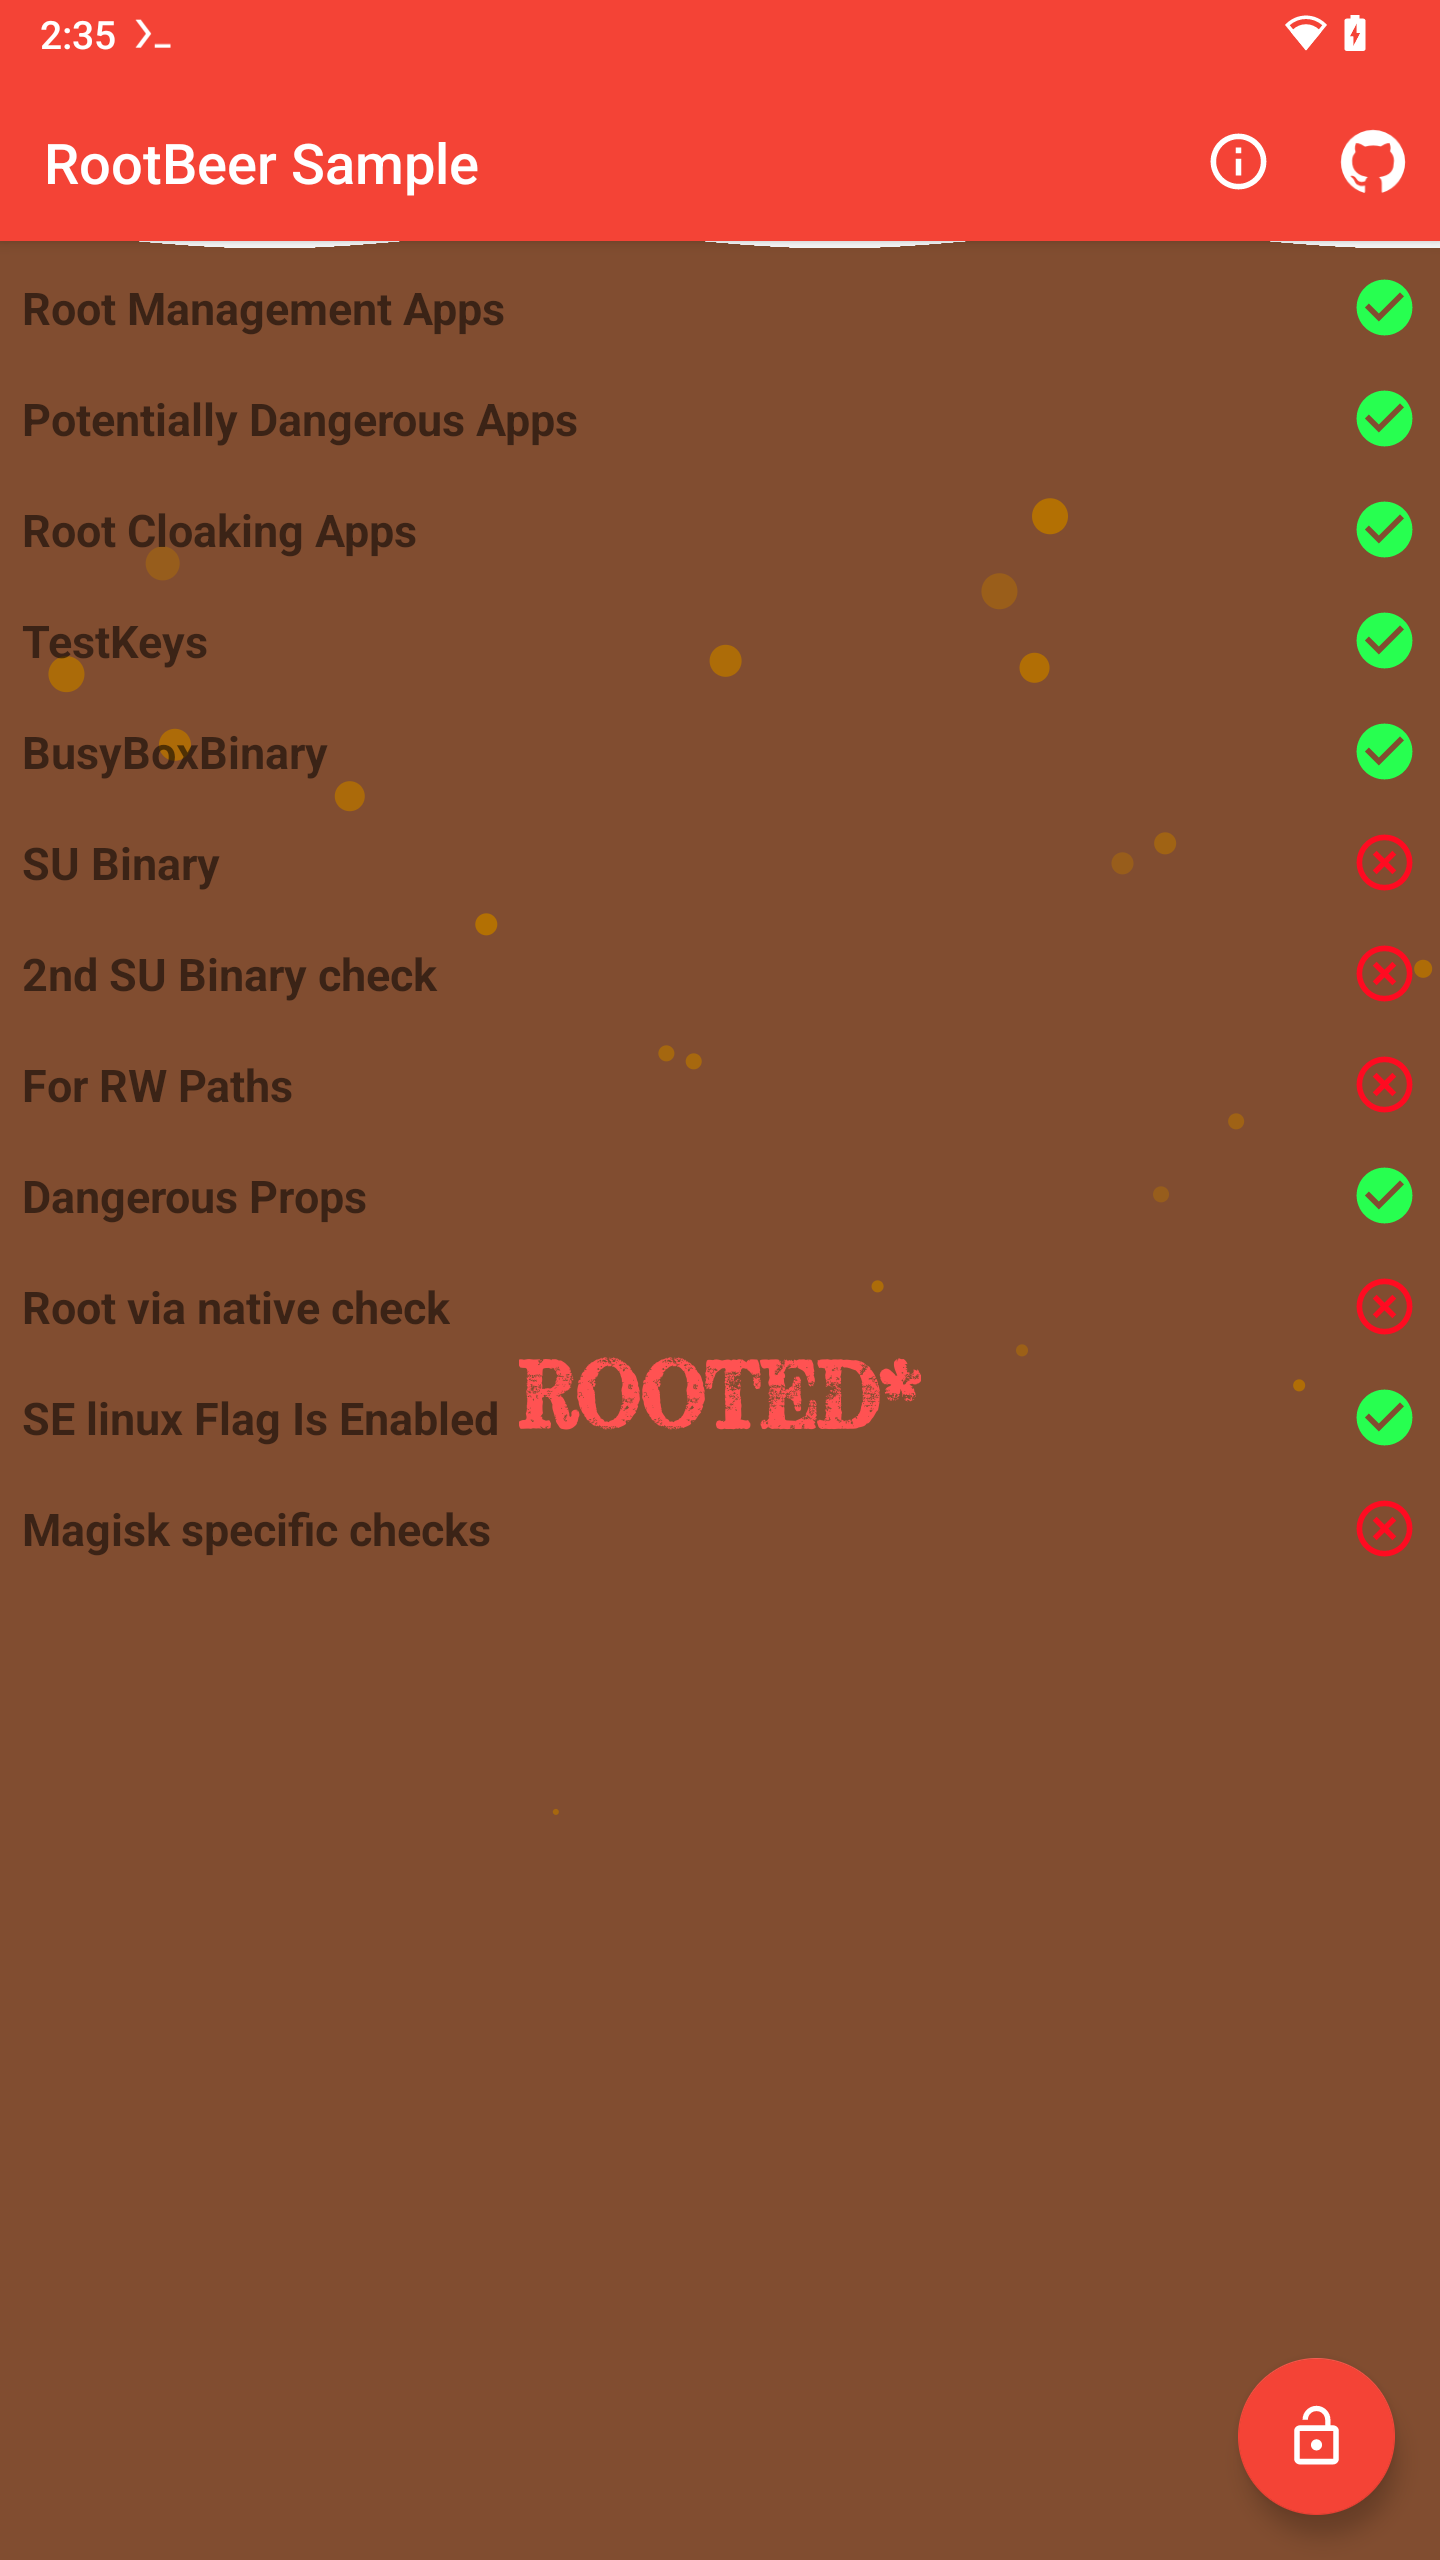 2:35
RootBeer Sample
Root Management Apps
Potentially Dangerous Apps
Root Cloaking Apps
TestKeys
BusyBoxBinary
SU Binary
2nd SU Binary check
For RW Paths
Dangerous Props
Root via native check
ROOTED*
SE linux Flag Is Enabled
Magisk specific checks